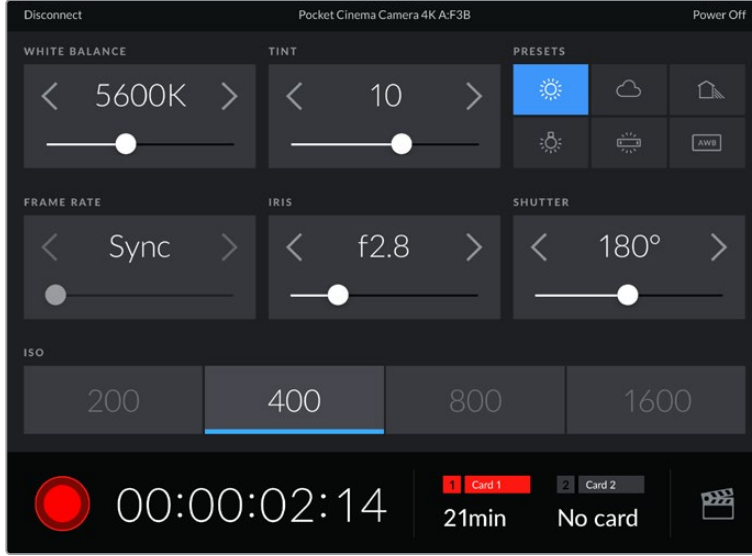 Disconnect Pocket Cinema Camera 4K A:F3B Power Off
WHITE BALANCE TINT PRESETS
5600K 10
AWB
FRAME RATE IRIS SHUTTER
Sync f2.8 180°
ISO
200 400 800 1600
1 Card 1 2 Card 2
00:00:02:14 21min No card